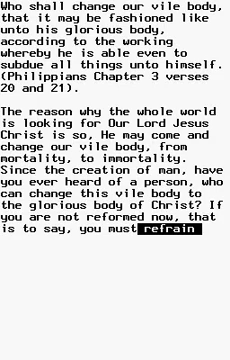 Who shall change our vile body,
that it may be fashioned like
unto his glorious body,
according to the working
whereby he is able even to
subdue all things unto himself.
(Philippians Chapter 3 verses
20 and 21).

The reason why the whole world
is looking for Our Lord Jesus
Christ is so, He may come and
change our vile body, from
mortality, to immortality.
Since the creation of man, have
you ever heard of a person, who
can change this vile body to
the glorious body of Christ? If
you are not reformed now, that
is to say, you must refrain